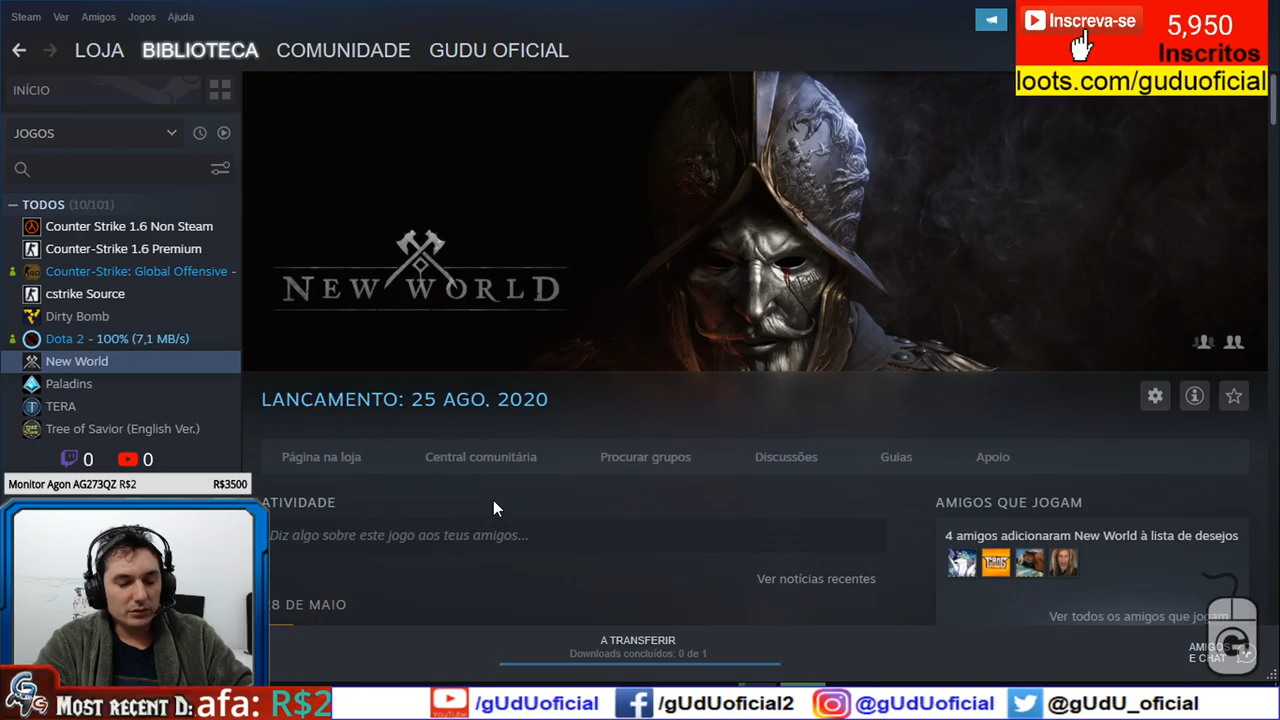 Steam Ver Amigos Jogos Ajuda
LOJA BIBLIOTECA COMUNIDADE GUDU OFICIAL
Inscreva-se
5,950
Inscritos
loots.com/guduoficial
INÍCIO
JOGOS
TODOS (10/101)
Counter Strike 1.6 Non Steam
Counter-Strike 1.6 Premium
Counter-Strike: Global Offensive -
cstrike Source
Dirty Bomb
Dota 2 - 100% (7,1 MB/s)
New World
Paladins
TERA
Tree of Savior (English Ver.)
0 0
Monitor Agon AG273QZ R$2 R$3500
NEW WORLD
LANÇAMENTO: 25 AGO. 2020
Página na loja Central comunitária Procurar grupos Discussões Guias Apoio
ATIVIDADE
Diz algo sobre este jogo aos teus amigos...
Ver notícias recentes
28 DE MAIO
AMIGOS QUE JOGAM
4 amigos adicionaram New World à lista de desejos
Ver todos os amigos que jogam
A TRANSFERIR
Downloads concluídos: 0 de 1
AMIGOS
E CHAT
MOST RECENT D: afa: R$2
/gUdUoficial /gUdUoficial2 @gUdUoficial @gUdU_oficial